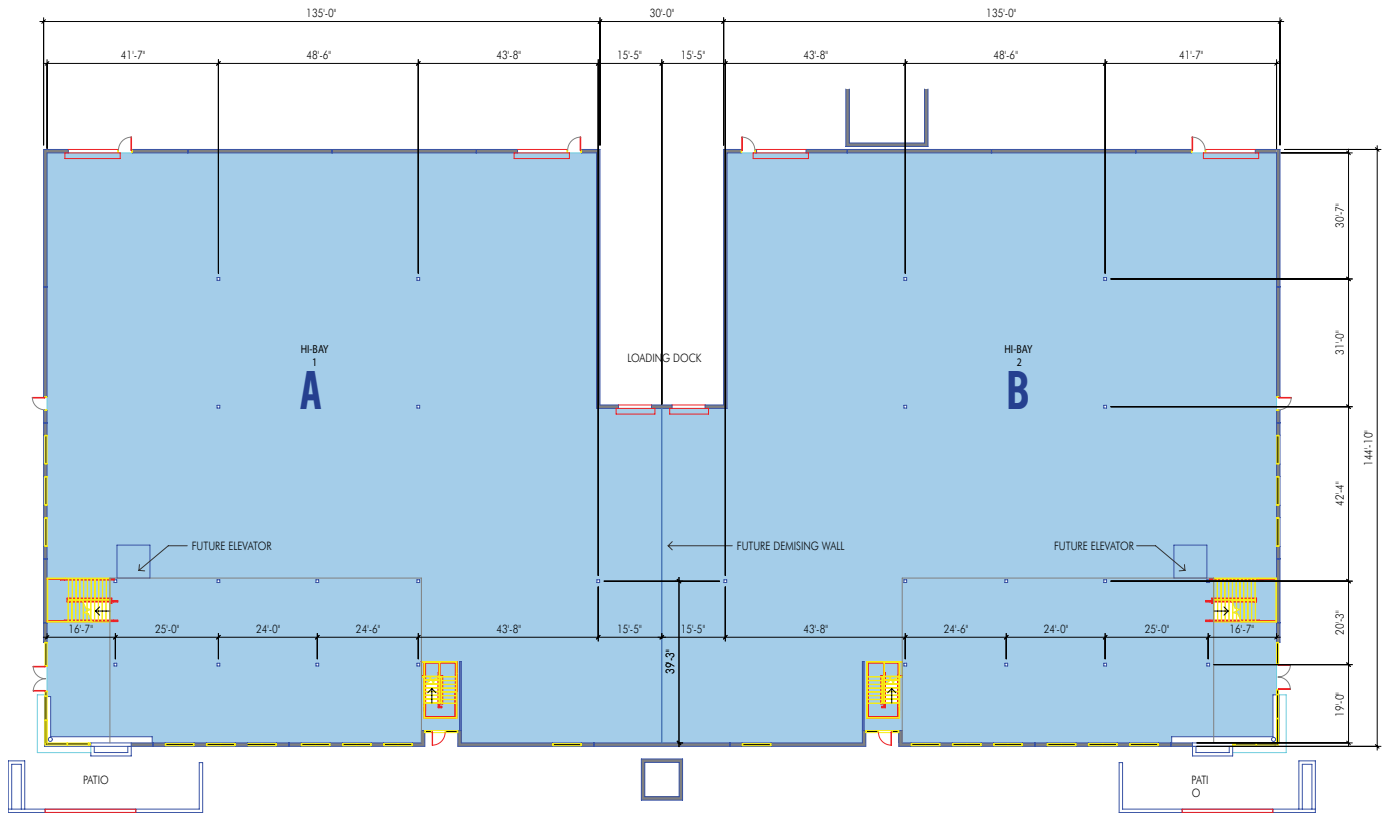 135'-0" 30'-0" 135'-0"
41'-7" 48'-6" 43'-8" 15'-5" 15'-5" 43'-8" 48'-6" 41'-7"
30'-7"
31'-0"
144'-10"
42'-4"
20'-3"
19'-0"
HI-BAY
1
A
LOADING DOCK
HI-BAY
2
B
FUTURE ELEVATOR
FUTURE DEMISING WALL
FUTURE ELEVATOR
16'-7" 25'-0" 24'-0" 24'-6" 43'-8" 15'-5" 15'-5" 43'-8" 24'-6" 24'-0" 25'-0" 16'-7"
39'-3"
PATIO
PATI
O